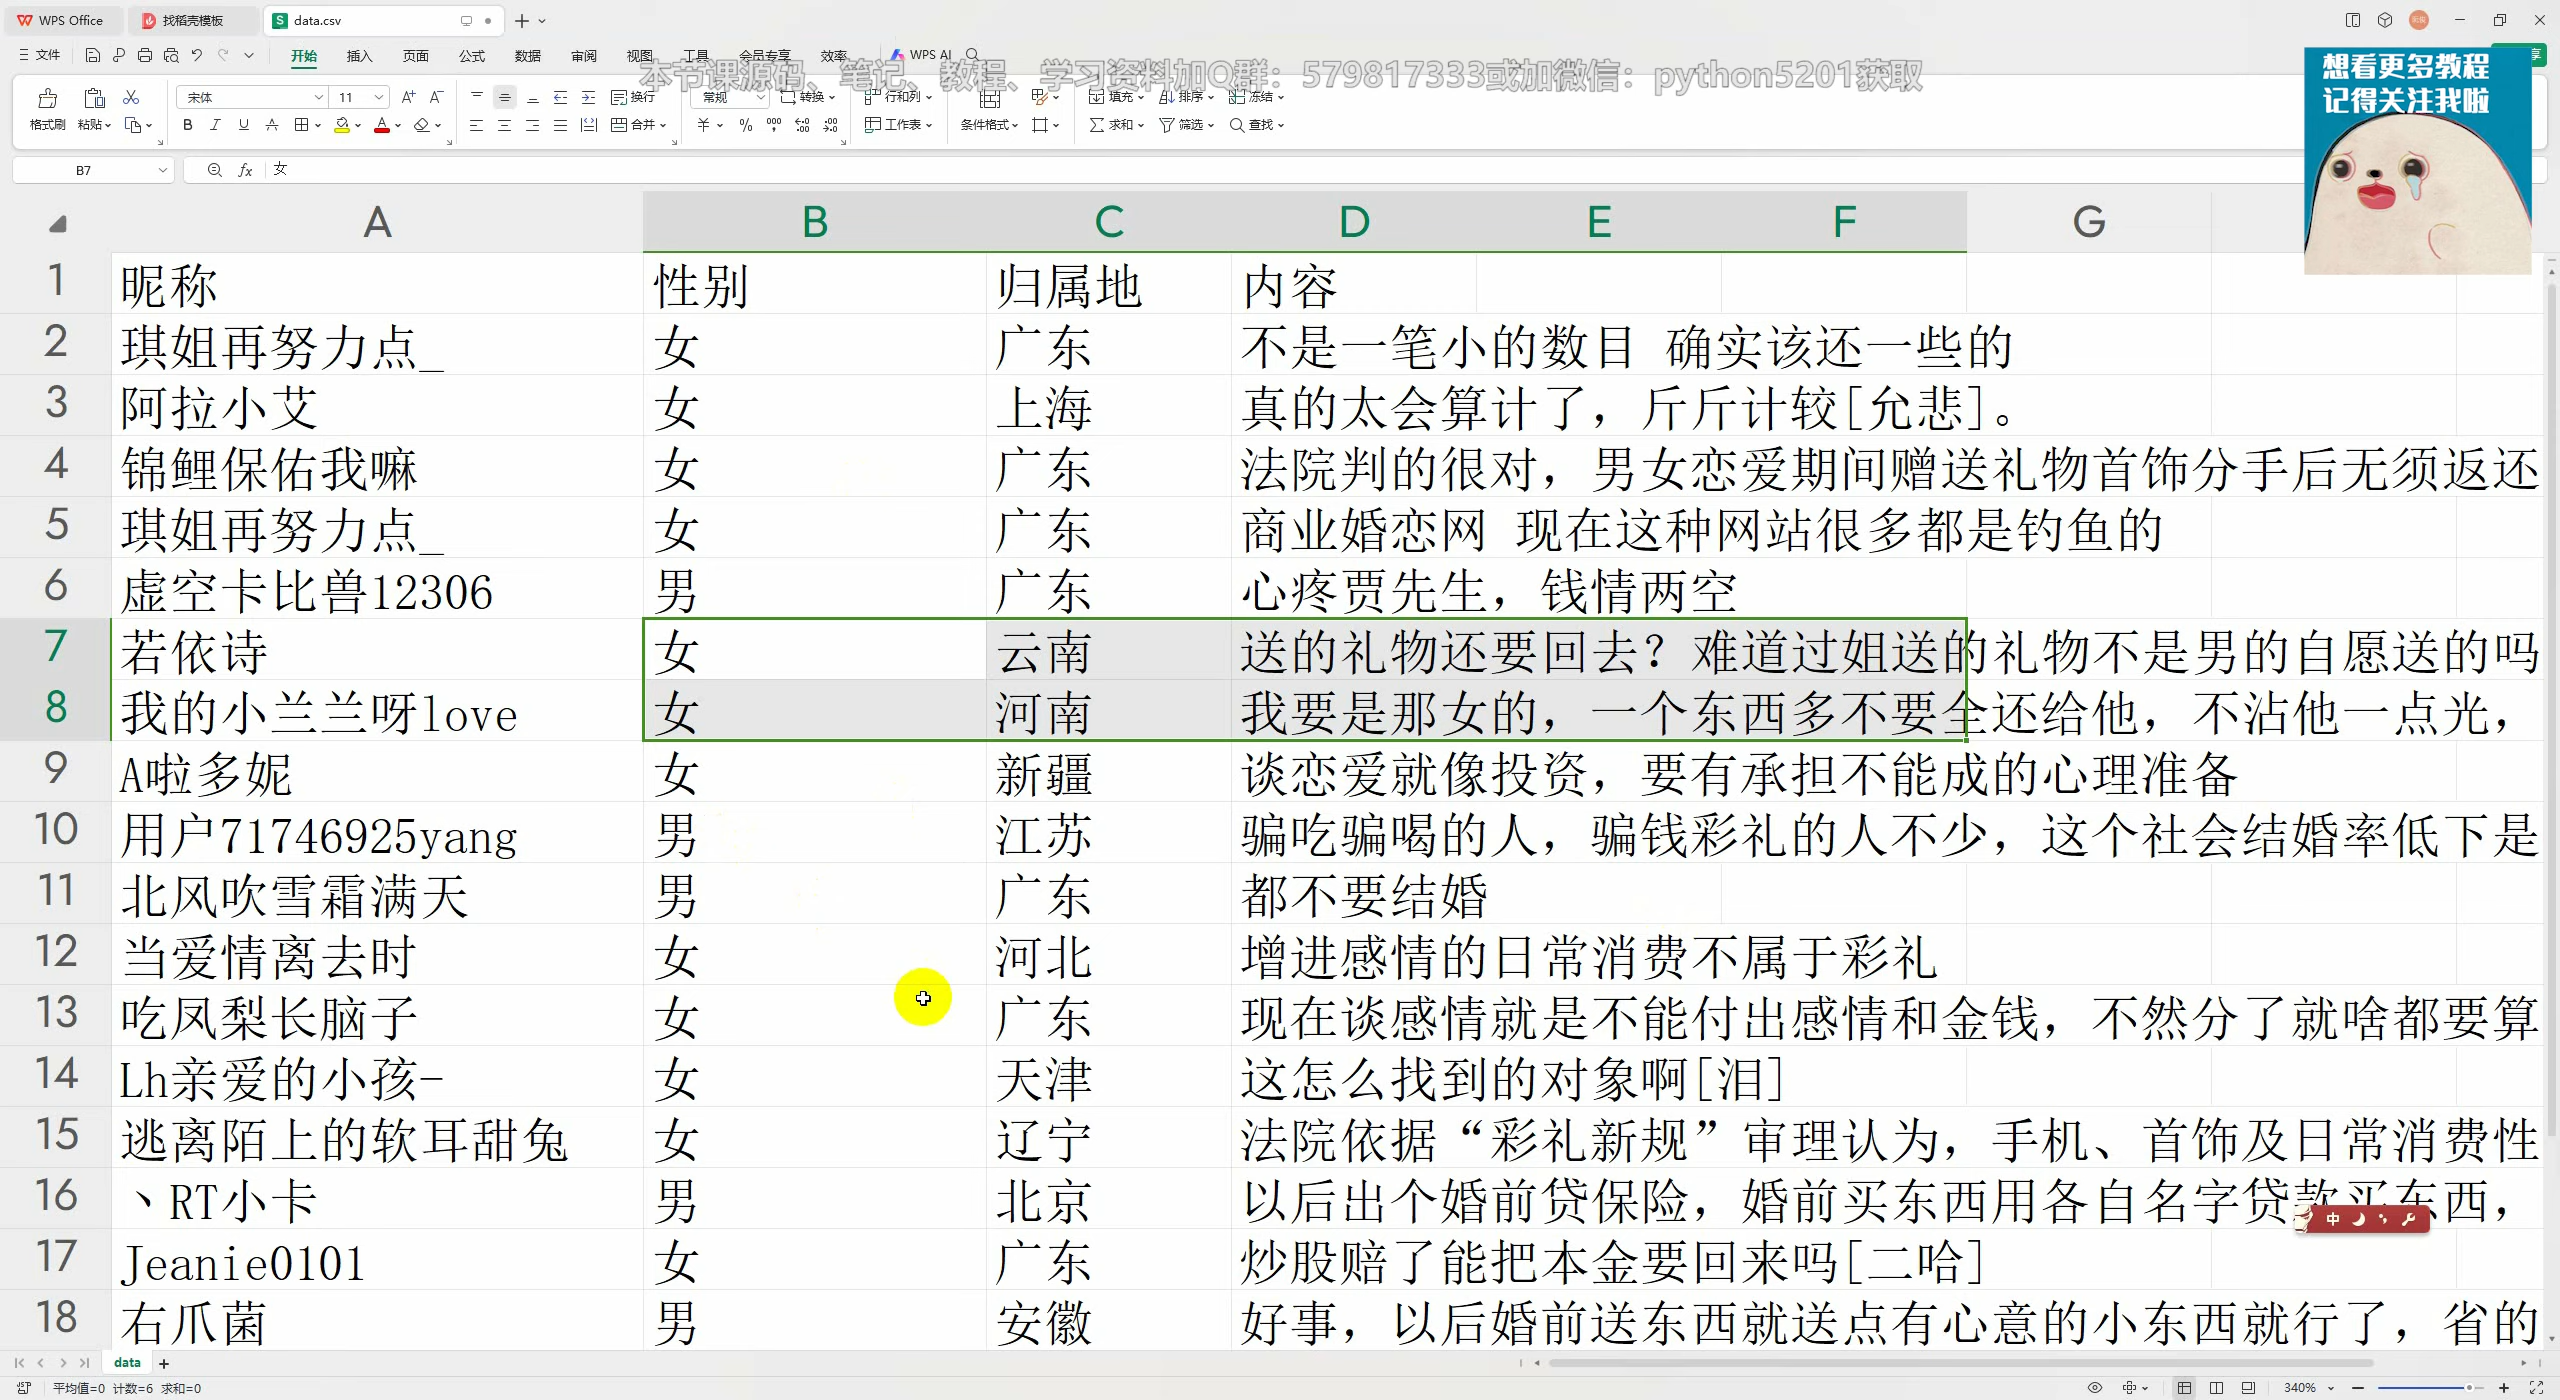 WPS Office 找稻壳模板 data.csv
文件 开始 插入 页面 公式 数据 审阅 视图 工具 会员专享 效率 WPS AI
本节课源码、笔记、教程、学习资料加Q群：579817333或加微信：python5201获取
想看更多教程
记得关注我啦
宋体 11 换行 常规 转换 行和列 填充 排序 冻结
格式刷 粘贴 合并 工作表 条件格式 求和 筛选 查找
B7 fx 女
A B C D E F G
1 昵称 性别 归属地 内容
2 琪姐再努力点_ 女 广东 不是一笔小的数目 确实该还一些的
3 阿拉小艾 女 上海 真的太会算计了，斤斤计较[允悲]。
4 锦鲤保佑我嘛 女 广东 法院判的很对，男女恋爱期间赠送礼物首饰分手后无须返还
5 琪姐再努力点_ 女 广东 商业婚恋网 现在这种网站很多都是钓鱼的
6 虚空卡比兽12306 男 广东 心疼贾先生，钱情两空
7 若依诗 女 云南 送的礼物还要回去？难道过姐送的礼物不是男的自愿送的吗
8 我的小兰兰呀love 女 河南 我要是那女的，一个东西多不要全还给他，不沾他一点光，
9 A啦多妮 女 新疆 谈恋爱就像投资，要有承担不能成的心理准备
10 用户71746925yang 男 江苏 骗吃骗喝的人，骗钱彩礼的人不少，这个社会结婚率低下是
11 北风吹雪霜满天 男 广东 都不要结婚
12 当爱情离去时 女 河北 增进感情的日常消费不属于彩礼
13 吃凤梨长脑子 女 广东 现在谈感情就是不能付出感情和金钱，不然分了就啥都要算
14 Lh亲爱的小孩- 女 天津 这怎么找到的对象啊[泪]
15 逃离陌上的软耳甜兔 女 辽宁 法院依据“彩礼新规”审理认为，手机、首饰及日常消费性
16 丶RT小卡 男 北京 以后出个婚前贷保险，婚前买东西用各自名字贷款买东西，
中
17 Jeanie0101 女 广东 炒股赔了能把本金要回来吗[二哈]
18 右爪菌 男 安徽 好事，以后婚前送东西就送点有心意的小东西就行了，省的
data
平均值=0 计数=6 求和=0 340%